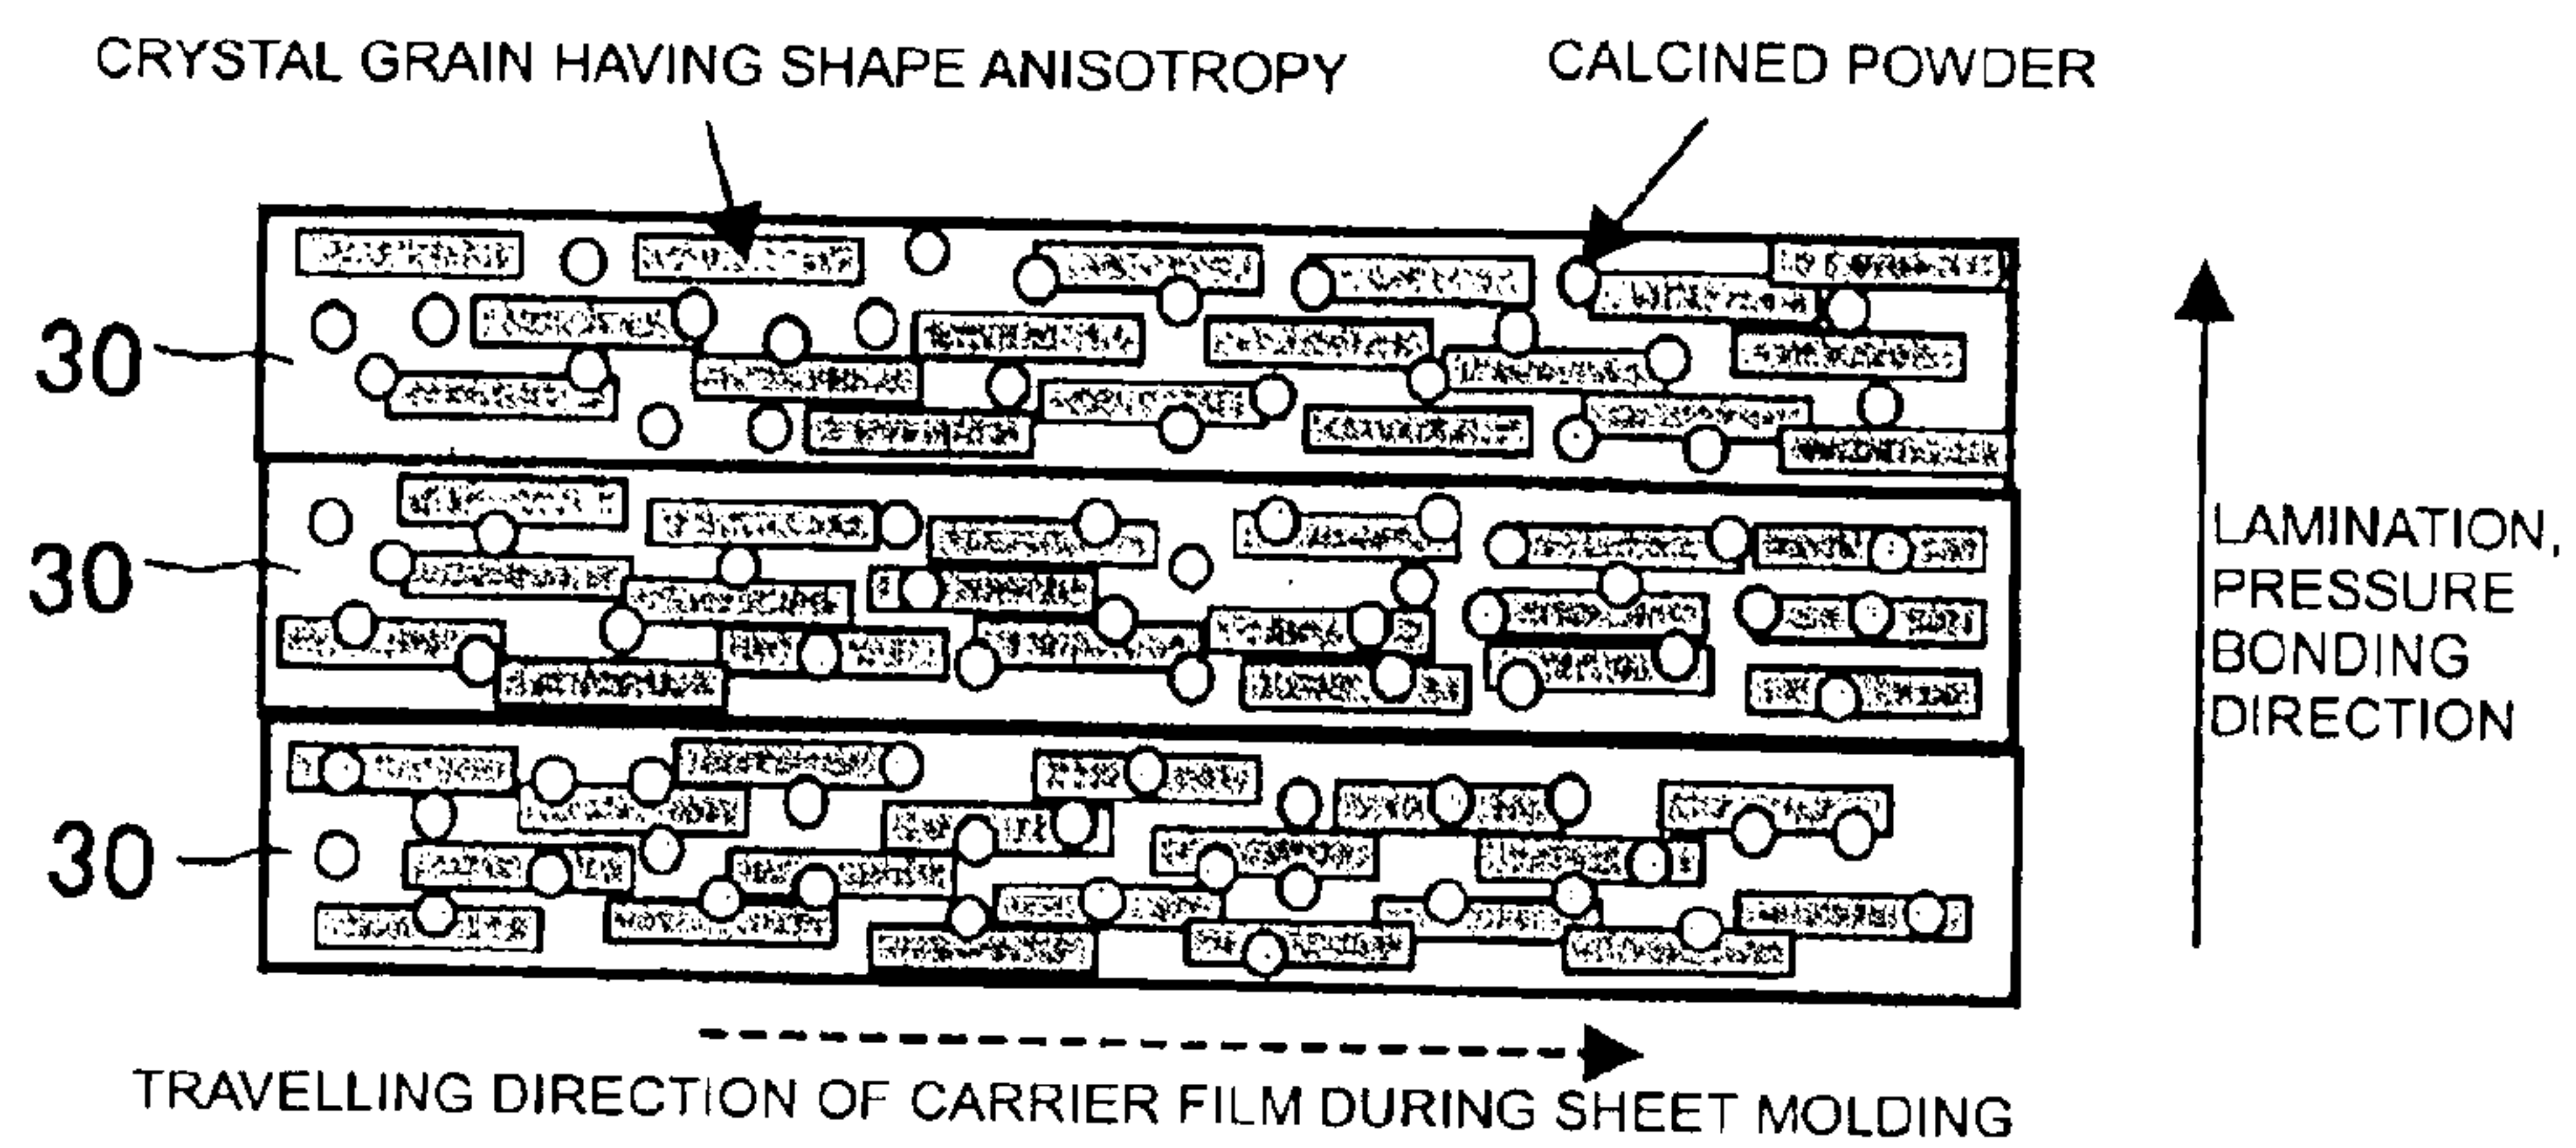 CRYSTAL GRAIN HAVING SHAPE ANISOTROPY
CALCINED POWDER
30
30
30
LAMINATION,
PRESSURE
BONDING
DIRECTION
TRAVELLING DIRECTION OF CARRIER FILM DURING SHEET MOLDING